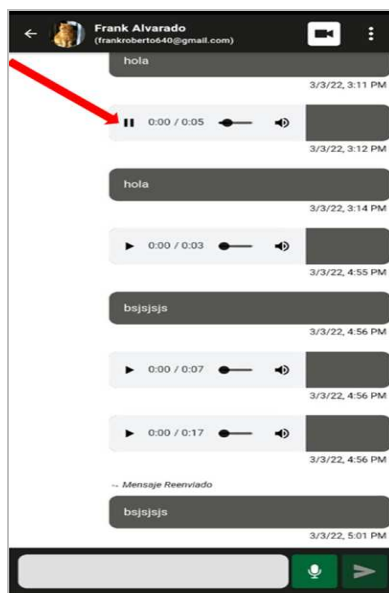 Frank Alvarado
(frankroberto640@gmail.com)
hola
3/3/22, 3:11 PM
0:00 / 0:05
3/3/22, 3:12 PM
hola
3/3/22, 3:14 PM
0:00 / 0:03
3/3/22, 4:55 PM
bsjsjsjs
3/3/22, 4:56 PM
0:00 / 0:07
3/3/22, 4:56 PM
0:00 / 0:17
3/3/22, 4:56 PM
Mensaje Reenviado
bsjsjsjs
3/3/22, 5:01 PM